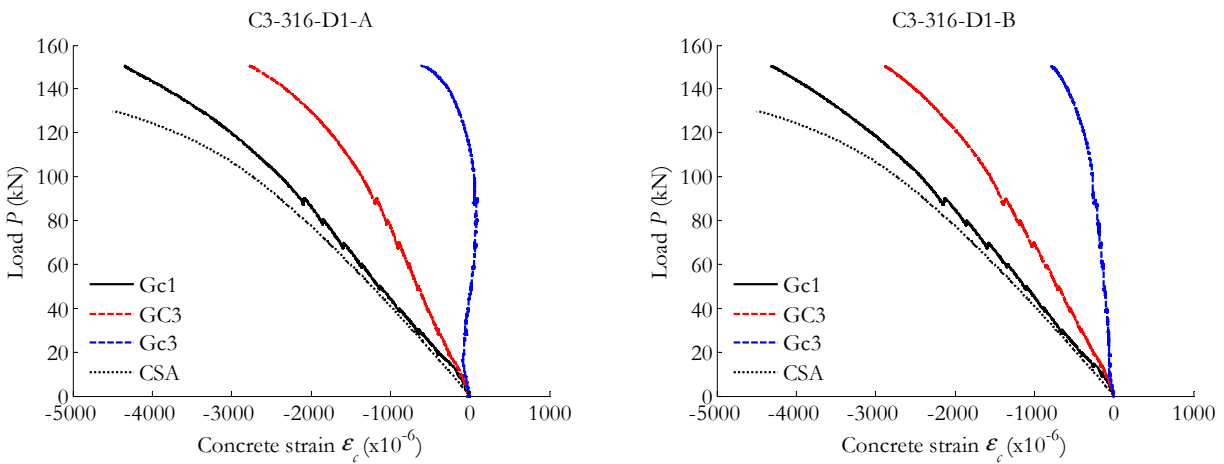 C3-316-D1-A
160
140
120
100
80
60
40
20
0
Load P (kN)
Gc1
GC3
Gc3
CSA
-5000 -4000 -3000 -2000 -1000 0 1000
Concrete strain ε_c (x10^-6)
C3-316-D1-B
160
140
120
100
80
60
40
20
0
Load P (kN)
Gc1
GC3
Gc3
CSA
-5000 -4000 -3000 -2000 -1000 0 1000
Concrete strain ε_c (x10^-6)